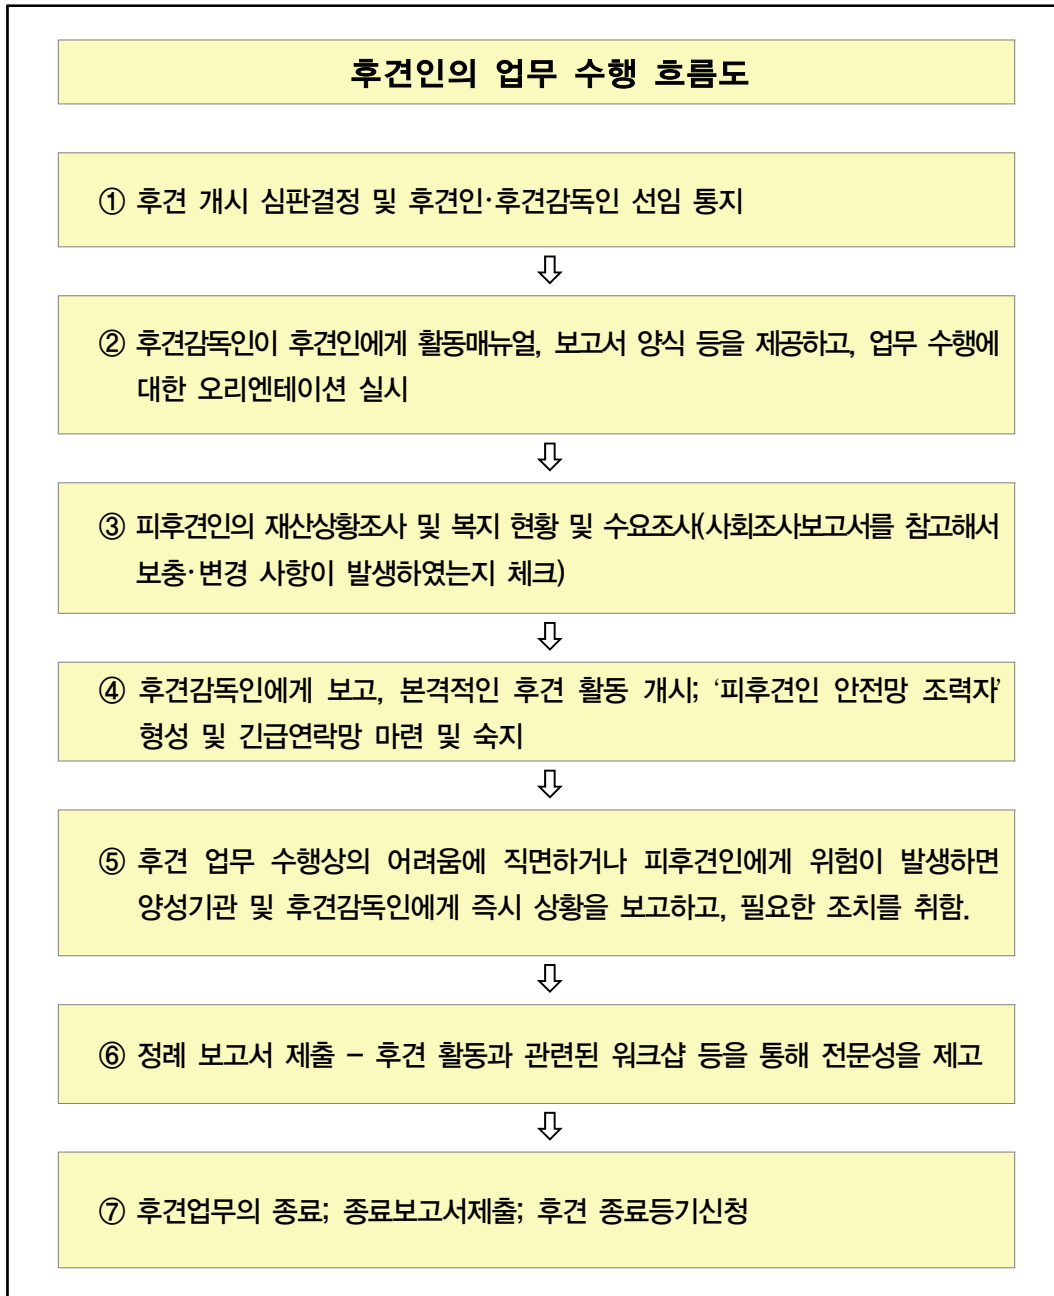 후견인의 업무 수행 흐름도
① 후견 개시 심판결정 및 후견인·후견감독인 선임 통지
⇩
② 후견감독인이 후견인에게 활동매뉴얼, 보고서 양식 등을 제공하고, 업무 수행에
대한 오리엔테이션 실시
⇩
③ 피후견인의 재산상황조사 및 복지 현황 및 수요조사(사회조사보고서를 참고해서
보충·변경 사항이 발생하였는지 체크)
⇩
④ 후견감독인에게 보고, 본격적인 후견 활동 개시; ‘피후견인 안전망 조력자’
형성 및 긴급연락망 마련 및 숙지
⇩
⑤ 후견 업무 수행상의 어려움에 직면하거나 피후견인에게 위험이 발생하면
양성기관 및 후견감독인에게 즉시 상황을 보고하고, 필요한 조치를 취함.
⇩
⑥ 정례 보고서 제출 – 후견 활동과 관련된 워크샵 등을 통해 전문성을 제고
⇩
⑦ 후견업무의 종료; 종료보고서제출; 후견 종료등기신청